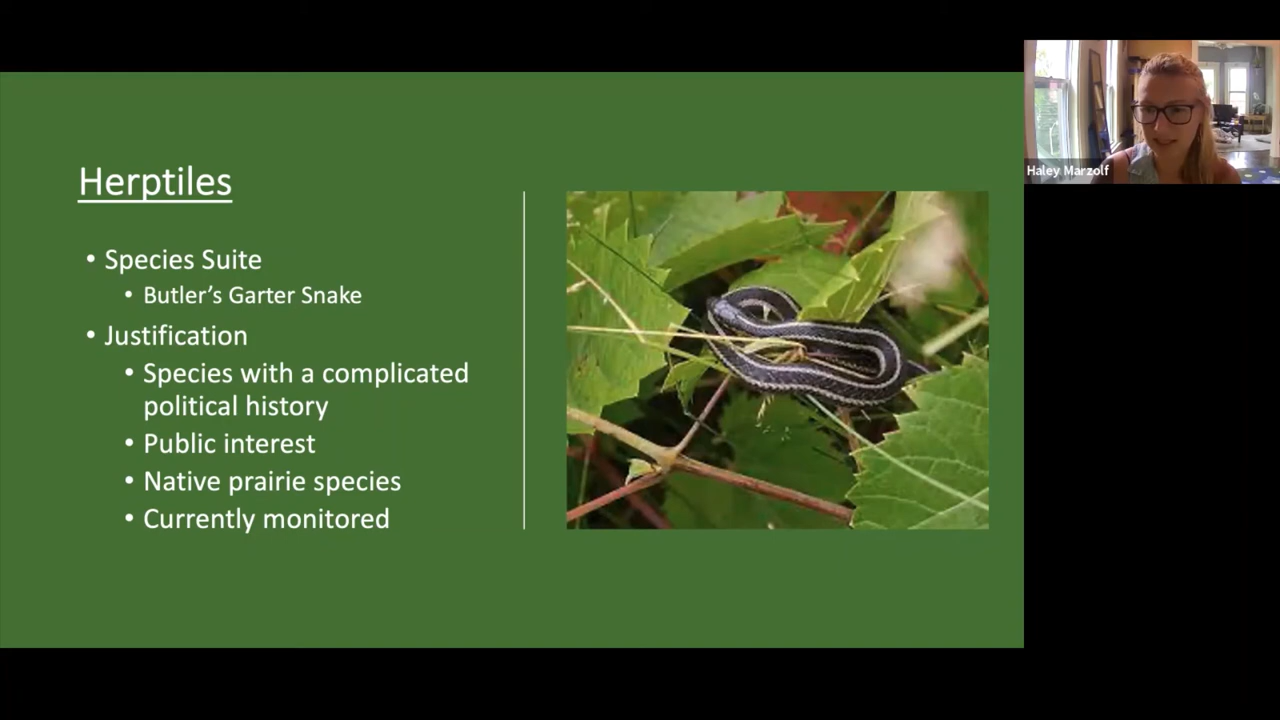 Herptiles
• Species Suite
• Butler's Garter Snake
• Justification
• Species with a complicated
political history
• Public interest
• Native prairie species
• Currently monitored
Haley Marzolf